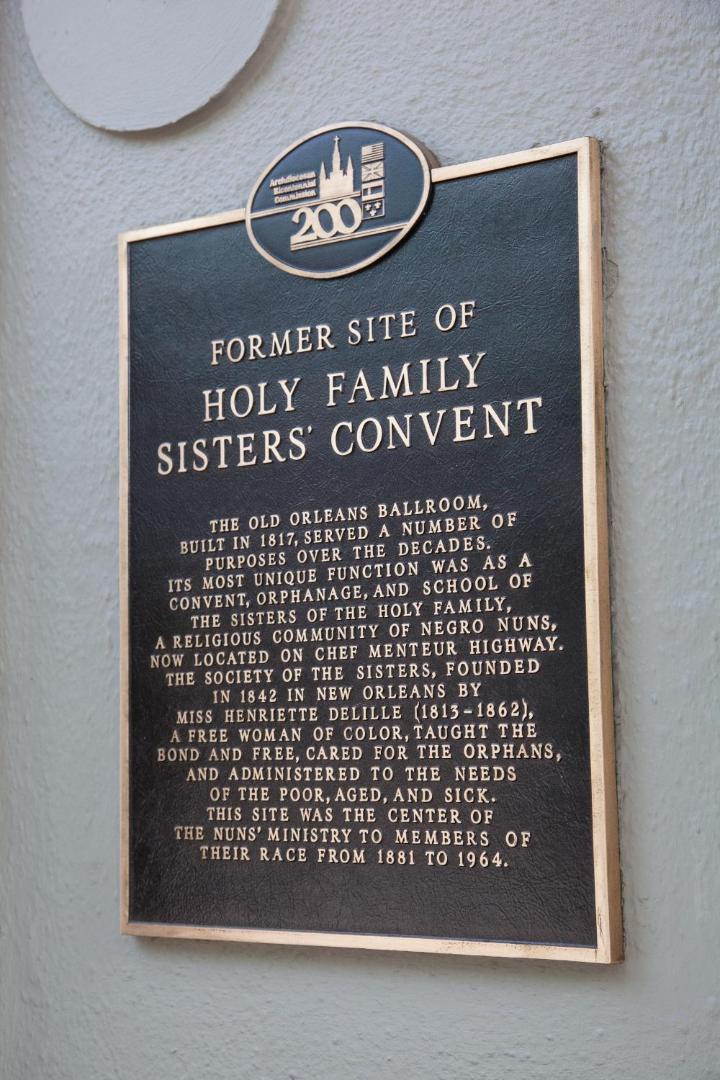 Archdiocesan
Bicentennial
Commission
200
FORMER SITE OF
HOLY FAMILY
SISTERS' CONVENT
THE OLD ORLEANS BALLROOM,
BUILT IN 1817, SERVED A NUMBER OF
PURPOSES OVER THE DECADES.
ITS MOST UNIQUE FUNCTION WAS AS A
CONVENT, ORPHANAGE, AND SCHOOL OF
THE SISTERS OF THE HOLY FAMILY,
A RELIGIOUS COMMUNITY OF NEGRO NUNS,
NOW LOCATED ON CHEF MENTEUR HIGHWAY.
THE SOCIETY OF THE SISTERS, FOUNDED
IN 1842 IN NEW ORLEANS BY
MISS HENRIETTE DELILLE (1813-1862),
A FREE WOMAN OF COLOR, TAUGHT THE
BOND AND FREE, CARED FOR THE ORPHANS,
AND ADMINISTERED TO THE NEEDS
OF THE POOR, AGED, AND SICK.
THIS SITE WAS THE CENTER OF
THE NUNS' MINISTRY TO MEMBERS OF
THEIR RACE FROM 1881 TO 1964.